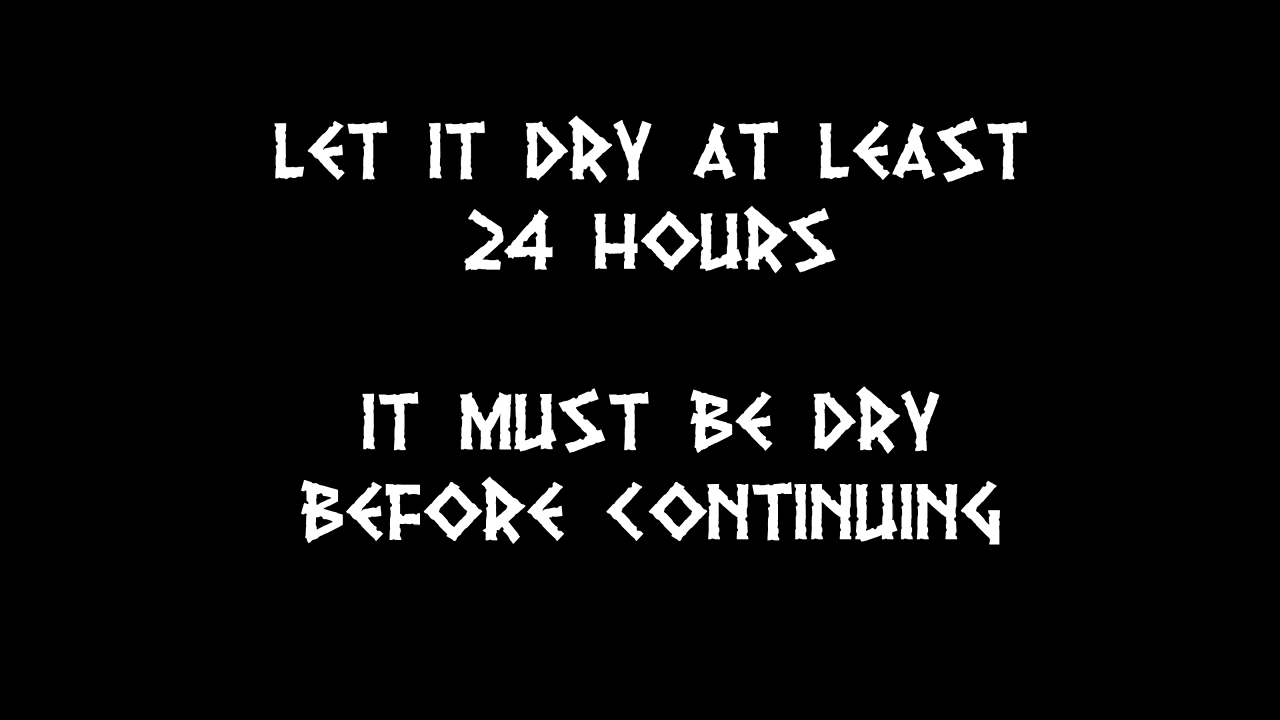 LET IT DRY AT LEAST
24 HOURS
IT MUST BE DRY
BEFORE CONTINUING